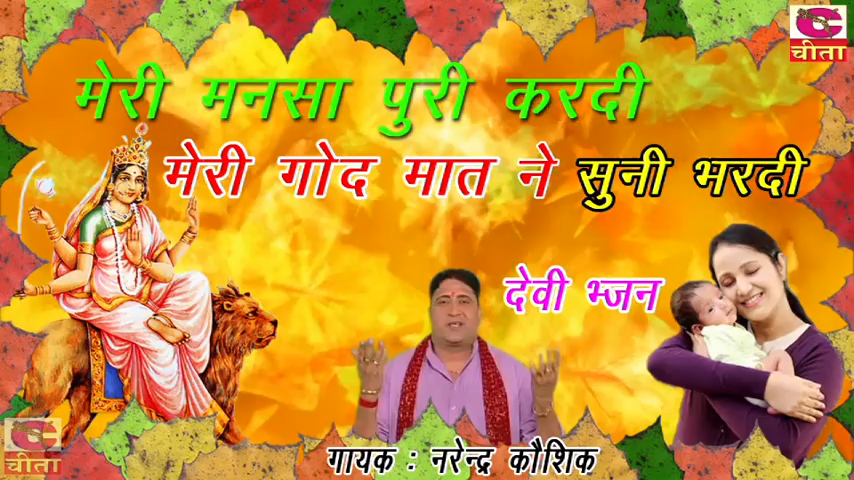 चीता
मेरी मनसा पुरी करदी
मेरी गोद मात ने सुनी भरदी
देवी भ्जन
चीता
गायक : नरेन्द्र कौशिक